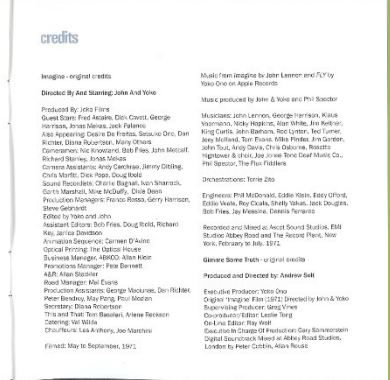 credits
Imagine - original credits
Directed By And Starring: John And Yoko
Produced By: Joko Films
Guest Stars: Fred Astaire, Dick Cavett, George
Harrison, Jonas Mekas, Jack Palance
Also Appearing: Desire De Freitas, Setsuko Ono, Dan
Richter, Diana Robertson, Many Others
Cameramen: Nic Knowland, Bob Fries, John Metcalf,
Richard Stanley, Jonas Mekas
Camera Assistants: Andy Carchrae, Jimmy Dibling,
Chris Morfitt, Dick Pope, Doug Ibold
Sound Recordists: Charlie Bagnall, Ivan Sharrock,
Garth Marshall, Mike McDuffy, Dick Dean
Production Managers: Franco Rosso, Gerry Harrison,
Steve Gebhardt
Edited by Yoko and John
Assistant Editors: Bob Fries, Doug Ibold, Richard
Key, Janice Davidson
Animation Sequence: Carmen D'Avino
Optical Printing: The Optical House
Business Manager, ABKCO: Allan Klein
Promotions Manager: Pete Bennett
A&R: Allan Steckler
Road Manager: Mal Evans
Production Assistants: George Maciunas, Dan Richter,
Peter Bendrey, May Pang, Paul Mozian
Secretary: Diana Robertson
This and That: Tom Basalari, Arlene Reckson
Catering: Val Wilds
Chauffeurs: Les Anthony, Joe Marchini
Filmed: May to September, 1971
Music from Imagine by John Lennon and FLY by
Yoko Ono on Apple Records
Music produced by John & Yoko and Phil Spector
Musicians: John Lennon, George Harrison, Klaus
Voormann, Nicky Hopkins, Alan White, Jim Keltner,
King Curtis, John Barham, Rod Lynton, Ted Turner,
Joey Molland, Tom Evans, Mike Pinder, Jim Gordon,
John Tout, Andy Davis, Chris Osborne, Rosetta
Hightower & choir, Joe Jones Tone Deaf Music Co.,
Phil Spector, The Flux Fiddlers
Orchestrations: Torrie Zito
Engineers: Phil McDonald, Eddie Klein, Eddy Offord,
Eddie Veale, Roy Cicala, Shelly Yakus, Jack Douglas,
Bob Fries, Jay Messina, Dennis Ferrante
Recorded and Mixed at Ascot Sound Studios, EMI
Studios Abbey Road and The Record Plant, New
York, February to July, 1971.
Gimme Some Truth - original credits
Produced and Directed by: Andrew Solt
Executive Producer: Yoko Ono
Original 'Imagine' Film (1971) Directed by John & Yoko
Supervising Producer: Greg Vines
Co-producer/Editor: Leslie Tong
On-Line Editor: Ray Wolf
Executive In Charge Of Production: Gary Sommerstein
Digital Soundtrack Mixed at Abbey Road Studios,
London by Peter Cobbin, Allan Rouse